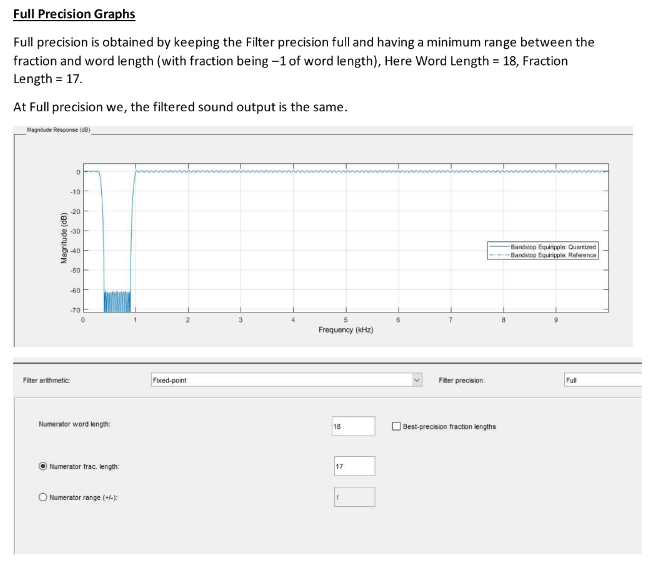 Full Precision Graphs
Full precision is obtained by keeping the Filter precision full and having a minimum range between the
fraction and word length (with fraction being –1 of word length), Here Word Length = 18, Fraction
Length = 17.
At Full precision we, the filtered sound output is the same.
Magnitude Response (dB)
0
-10
-20
-30
-40
-50
-60
-70
Magnitude (dB)
Bandstop Equiripple: Quantized
Bandstop Equiripple: Reference
0 1 2 3 4 5 6 7 8 9
Frequency (kHz)
Filter arithmetic: Fixed-point Filter precision: Full
Numerator word length: 18 Best-precision fraction lengths
Numerator frac. length: 17
Numerator range (+/-): 1